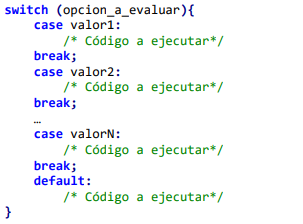 switch (opcion_a_evaluar){
    case valor1:
        /* Código a ejecutar*/
    break;
    case valor2:
        /* Código a ejecutar*/
    break;
    …
    case valorN:
        /* Código a ejecutar*/
    break;
    default:
        /* Código a ejecutar*/
}